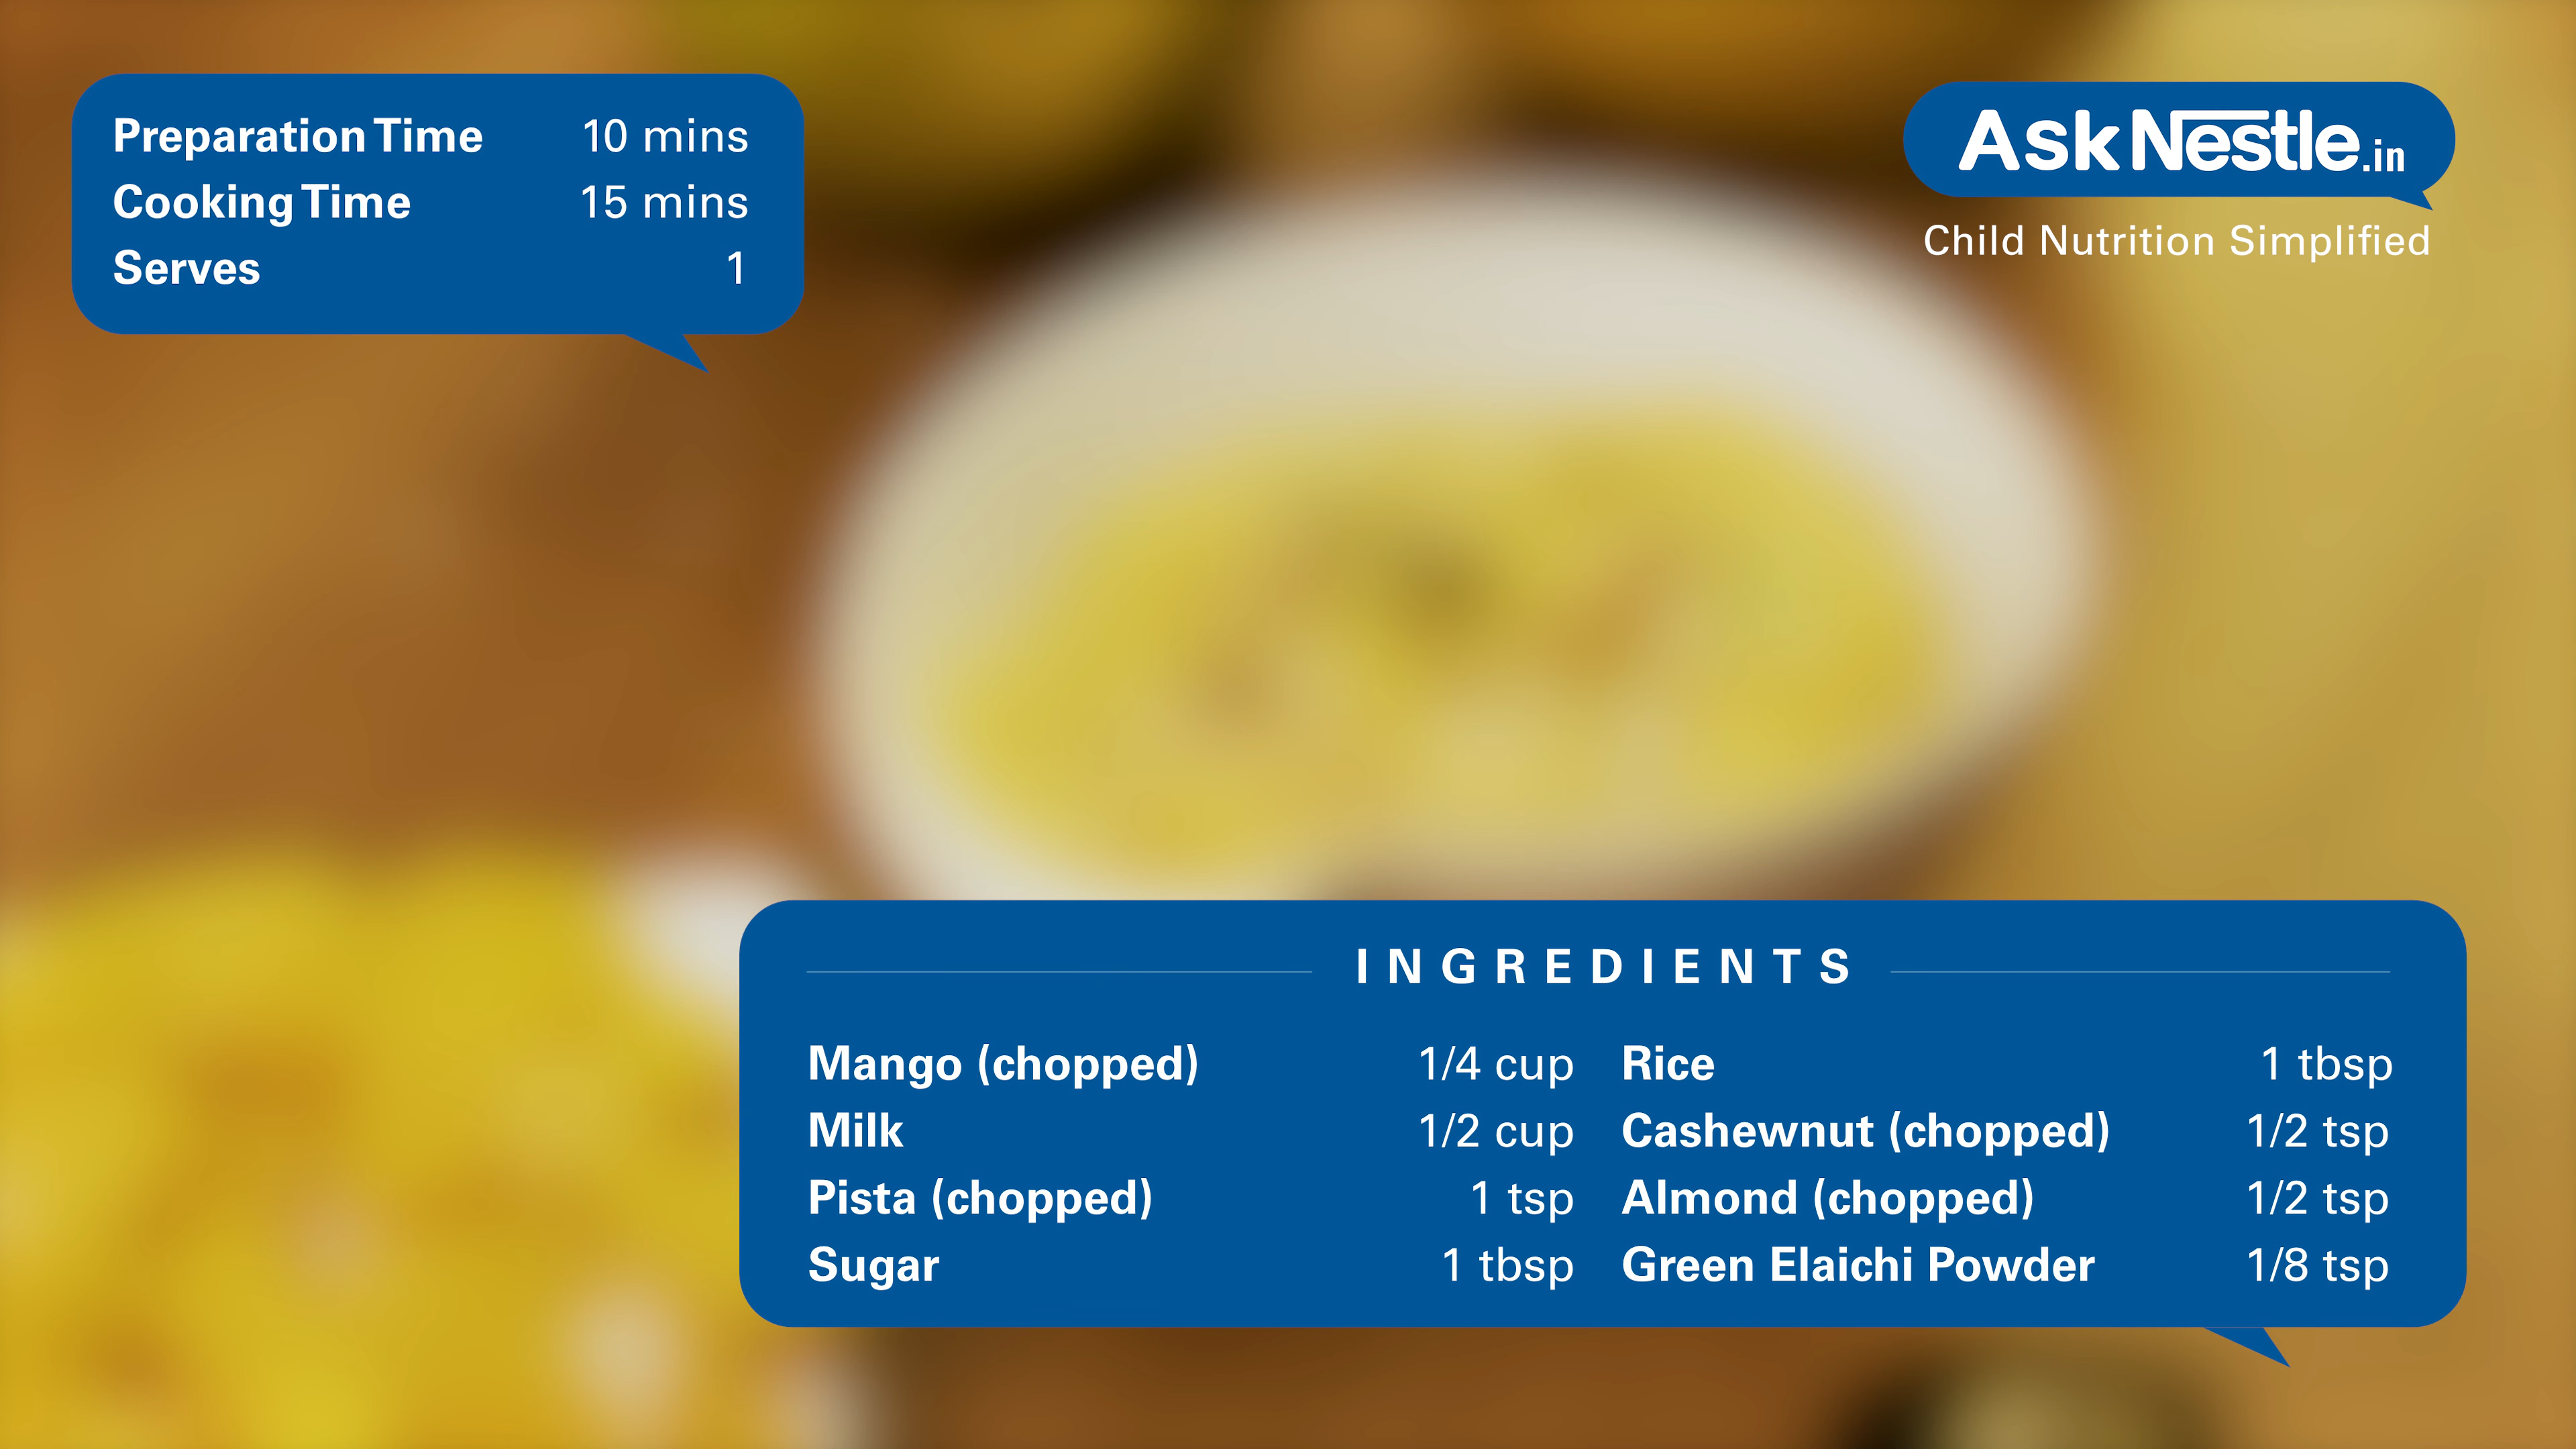 Preparation Time 10 mins
Cooking Time 15 mins
Serves 1
AskNestle.in
Child Nutrition Simplified
INGREDIENTS
Mango (chopped) 1/4 cup Rice 1 tbsp
Milk 1/2 cup Cashewnut (chopped) 1/2 tsp
Pista (chopped) 1 tsp Almond (chopped) 1/2 tsp
Sugar 1 tbsp Green Elaichi Powder 1/8 tsp